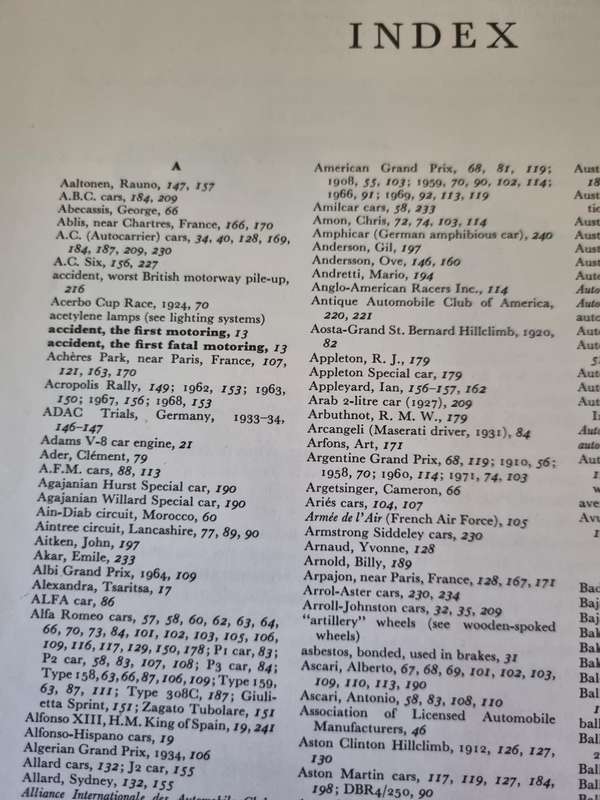 INDEX
A
Aaltonen, Rauno, 147, 157
A.B.C. cars, 184, 209
Abecassis, George, 66
Ablis, near Chartres, France, 166, 170
A.C. (Autocarrier) cars, 34, 40, 128, 169,
184, 187, 209, 230
A.C. Six, 156, 227
accident, worst British motorway pile-up,
216
Acerbo Cup Race, 1924, 70
acetylene lamps (see lighting systems)
accident, the first motoring, 13
accident, the first fatal motoring, 13
Achères Park, near Paris, France, 107,
121, 163, 170
Acropolis Rally, 149; 1962, 153; 1963,
150; 1967, 156; 1968, 153
ADAC Trials, Germany, 1933–34,
146–147
Adams V-8 car engine, 21
Ader, Clément, 79
A.F.M. cars, 88, 113
Agajanian Hurst Special car, 190
Agajanian Willard Special car, 190
Ain-Diab circuit, Morocco, 60
Aintree circuit, Lancashire, 77, 89, 90
Aitken, John, 197
Akar, Emile, 233
Albi Grand Prix, 1964, 109
Alexandra, Tsaritsa, 17
ALFA car, 86
Alfa Romeo cars, 57, 58, 60, 62, 63, 64,
66, 70, 73, 84, 101, 102, 103, 105, 106,
109, 116, 117, 129, 150, 178; P1 car, 83;
P2 car, 58, 83, 107, 108; P3 car, 84;
Type 158, 63, 66, 87, 106, 109; Type 159,
63, 87, 111; Type 308C, 187; Giuli-
etta Sprint, 151; Zagato Tubolare, 151
Alfonso XIII, H.M. King of Spain, 19, 241
Alfonso-Hispano cars, 19
Algerian Grand Prix, 1934, 106
Allard cars, 132; J2 car, 155
Allard, Sydney, 132, 155
Alliance Internationale des Automobile
American Grand Prix, 68, 81, 119;
1908, 55, 103; 1959, 70, 90, 102, 114;
1966, 91; 1969, 92, 113, 119
Amilcar cars, 58, 233
Amon, Chris, 72, 74, 103, 114
Amphicar (German amphibious car), 240
Anderson, Gil, 197
Andersson, Ove, 146, 160
Andretti, Mario, 194
Anglo-American Racers Inc., 114
Antique Automobile Club of America,
220, 221
Aosta-Grand St. Bernard Hillclimb, 1920,
82
Appleton, R. J., 179
Appleton Special car, 179
Appleyard, Ian, 156–157, 162
Arab 2-litre car (1927), 209
Arbuthnot, R. M. W., 179
Arcangeli (Maserati driver, 1931), 84
Arfons, Art, 171
Argentine Grand Prix, 68, 119; 1910, 56;
1958, 70; 1960, 114; 1971, 74, 103
Argetsinger, Cameron, 66
Ariés cars, 104, 107
Armée de l'Air (French Air Force), 105
Armstrong Siddeley cars, 230
Arnaud, Yvonne, 128
Arnold, Billy, 189
Arpajon, near Paris, France, 128, 167, 171
Arrol-Aster cars, 230, 234
Arroll-Johnston cars, 32, 35, 209
"artillery" wheels (see wooden-spoked
wheels)
asbestos, bonded, used in brakes, 31
Ascari, Alberto, 67, 68, 69, 101, 102, 103,
109, 110, 113, 190
Ascari, Antonio, 58, 83, 108, 110
Association of Licensed Automobile
Manufacturers, 46
Aston Clinton Hillclimb, 1912, 126, 127,
130
Aston Martin cars, 117, 119, 127, 184,
198; DBR4/250, 90